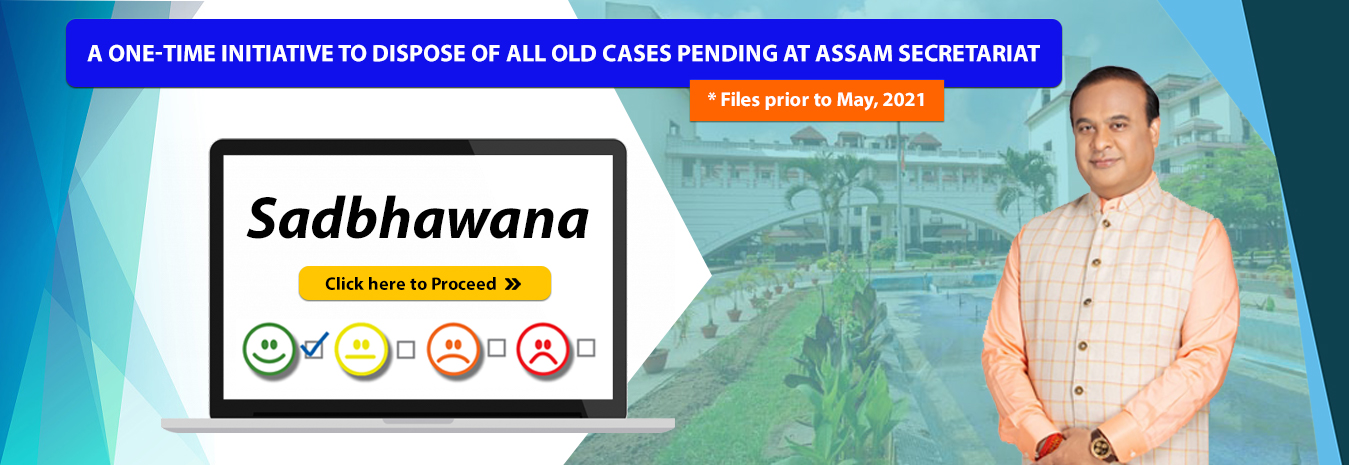 A ONE-TIME INITIATIVE TO DISPOSE OF ALL OLD CASES PENDING AT ASSAM SECRETARIAT
* Files prior to May, 2021
Sadbhawana
Click here to Proceed »